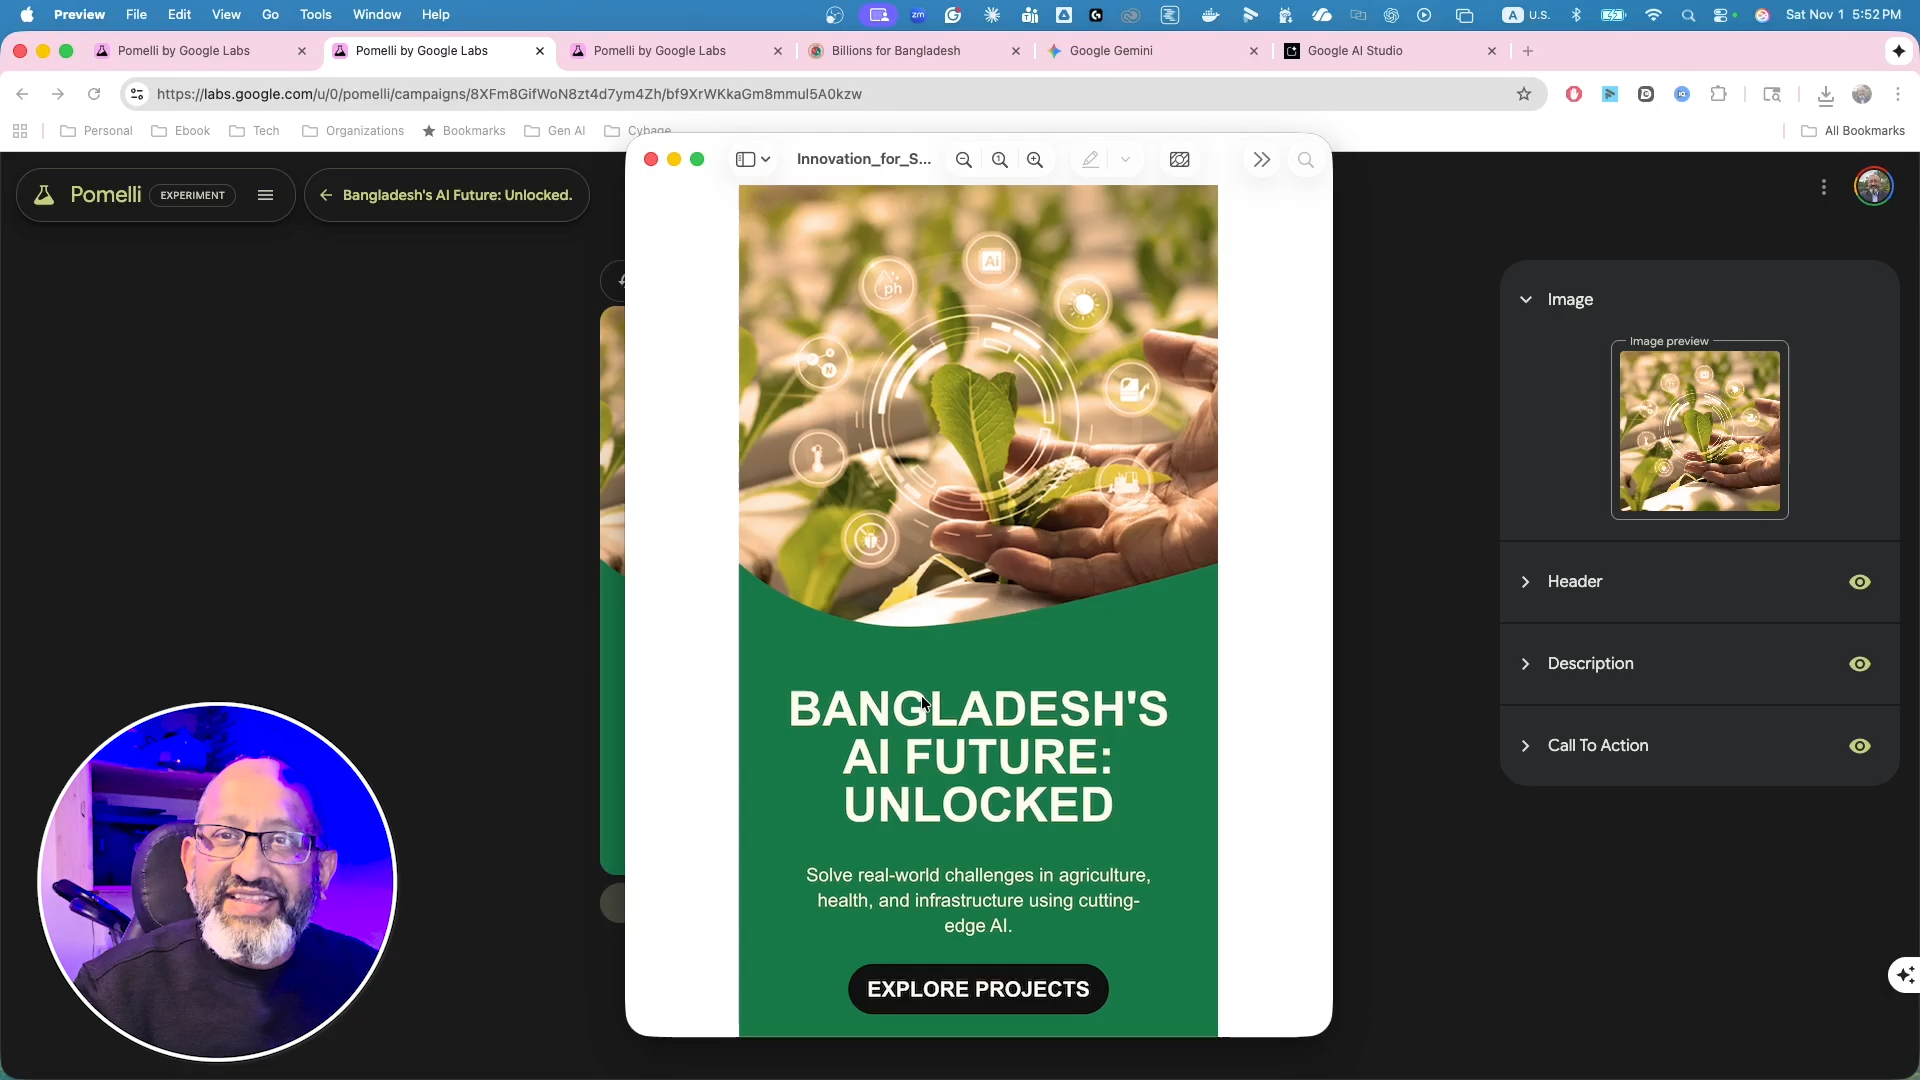 Preview File Edit View Go Tools Window Help
zm
A U.S.
Sat Nov 1 5:52 PM
Pomelli by Google Labs
Pomelli by Google Labs
Pomelli by Google Labs
Billions for Bangladesh
Google Gemini
Google AI Studio
https://labs.google.com/u/0/pomelli/campaigns/8XFm8GifWoN8zt4d7ym4Zh/bf9XrWKkaGm8mmul5A0kzw
Personal
Ebook
Tech
Organizations
Bookmarks
Gen AI
Cybage
All Bookmarks
Pomelli EXPERIMENT
Bangladesh's AI Future: Unlocked.
Innovation_for_S...
Ai
ph
N
BANGLADESH'S
AI FUTURE:
UNLOCKED
Solve real-world challenges in agriculture,
health, and infrastructure using cutting-
edge AI.
EXPLORE PROJECTS
Image
Image preview
Header
Description
Call To Action